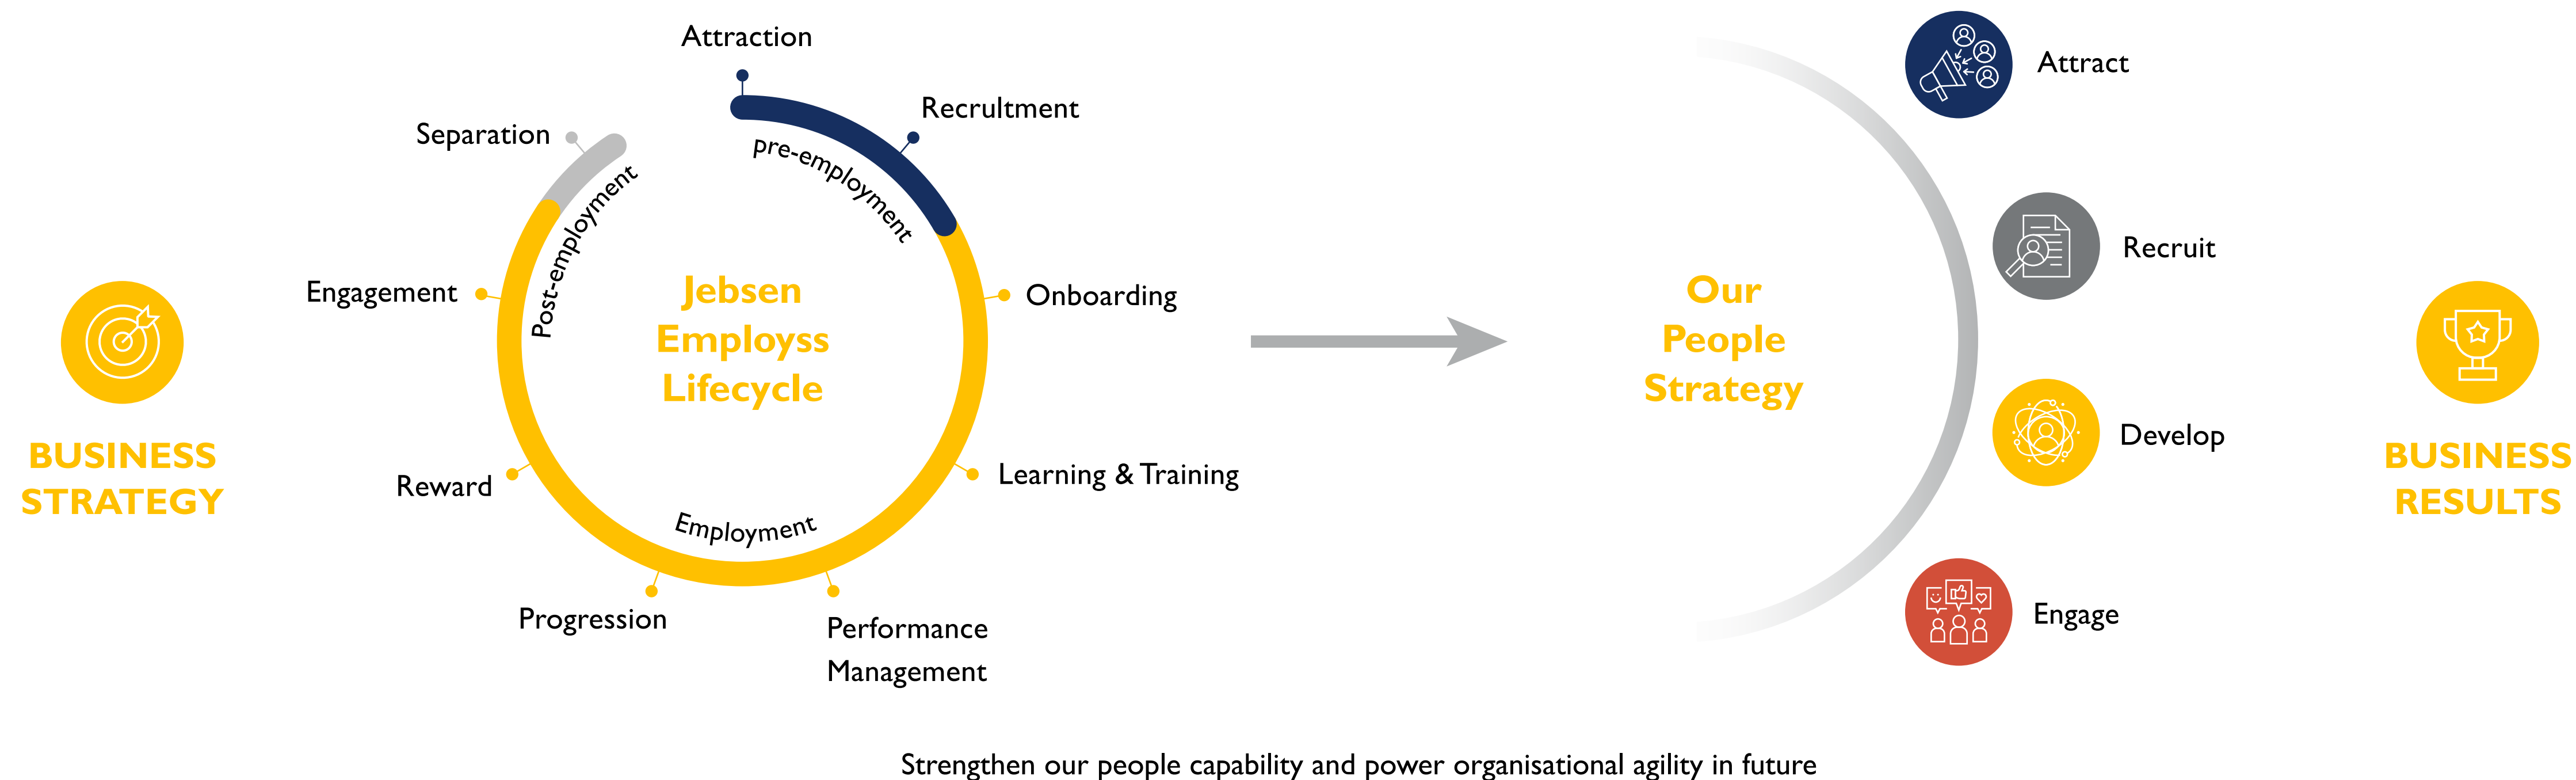 BUSINESS
STRATEGY
Attraction
Recruitment
Separation
pre-employment
Post-employment
Engagement
Onboarding
Jebsen
Employss
Lifecycle
Reward
Learning & Training
Employment
Progression
Performance
Management
Our
People
Strategy
Attract
Recruit
Develop
Engage
BUSINESS
RESULTS
Strengthen our people capability and power organisational agility in future